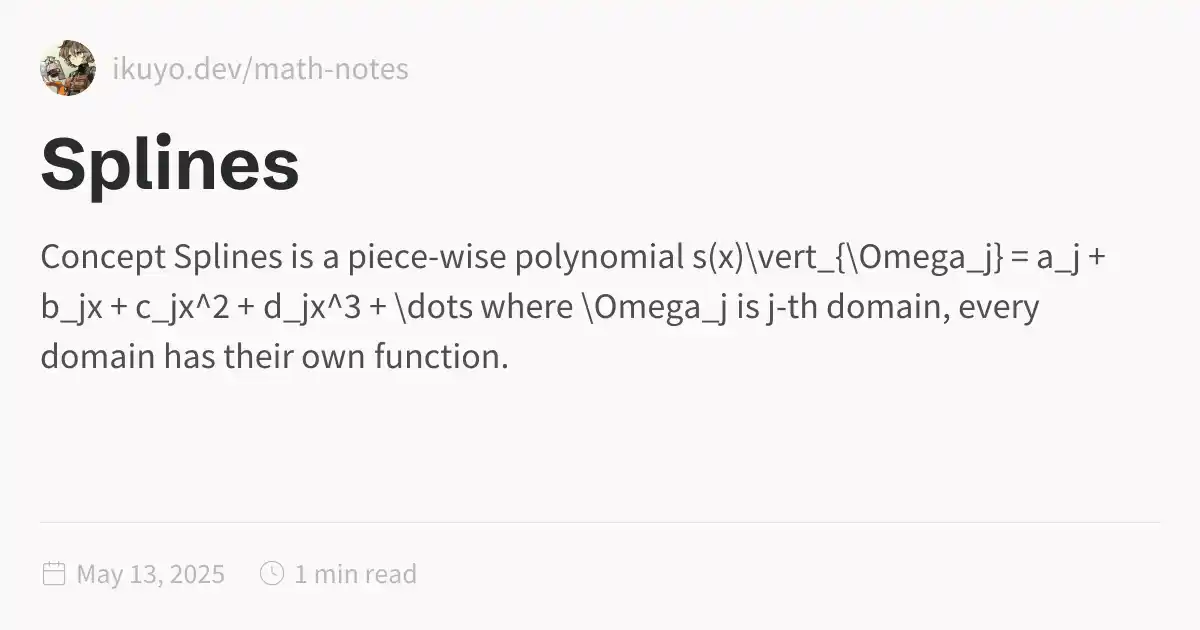 ikuyo.dev/math-notes
Splines
Concept Splines is a piece-wise polynomial s(x)\vert_{\Omega_j} = a_j +
b_jx + c_jx^2 + d_jx^3 + \dots where \Omega_j is j-th domain, every
domain has their own function.
May 13, 2025 1 min read